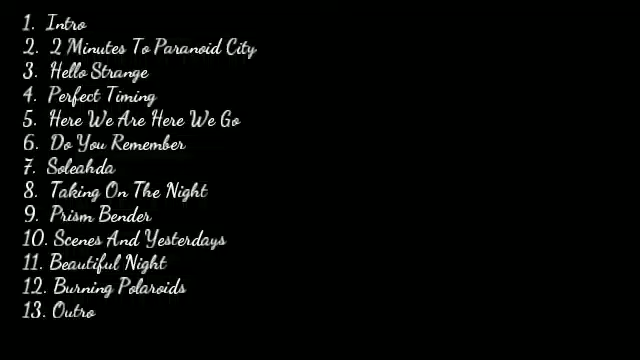 1. Intro
2. 2 Minutes To Paranoid City
3. Hello Strange
4. Perfect Timing
5. Here We Are Here We Go
6. Do You Remember
7. Soleahda
8. Taking On The Night
9. Prism Bender
10. Scenes And Yesterdays
11. Beautiful Night
12. Burning Polaroids
13. Outro